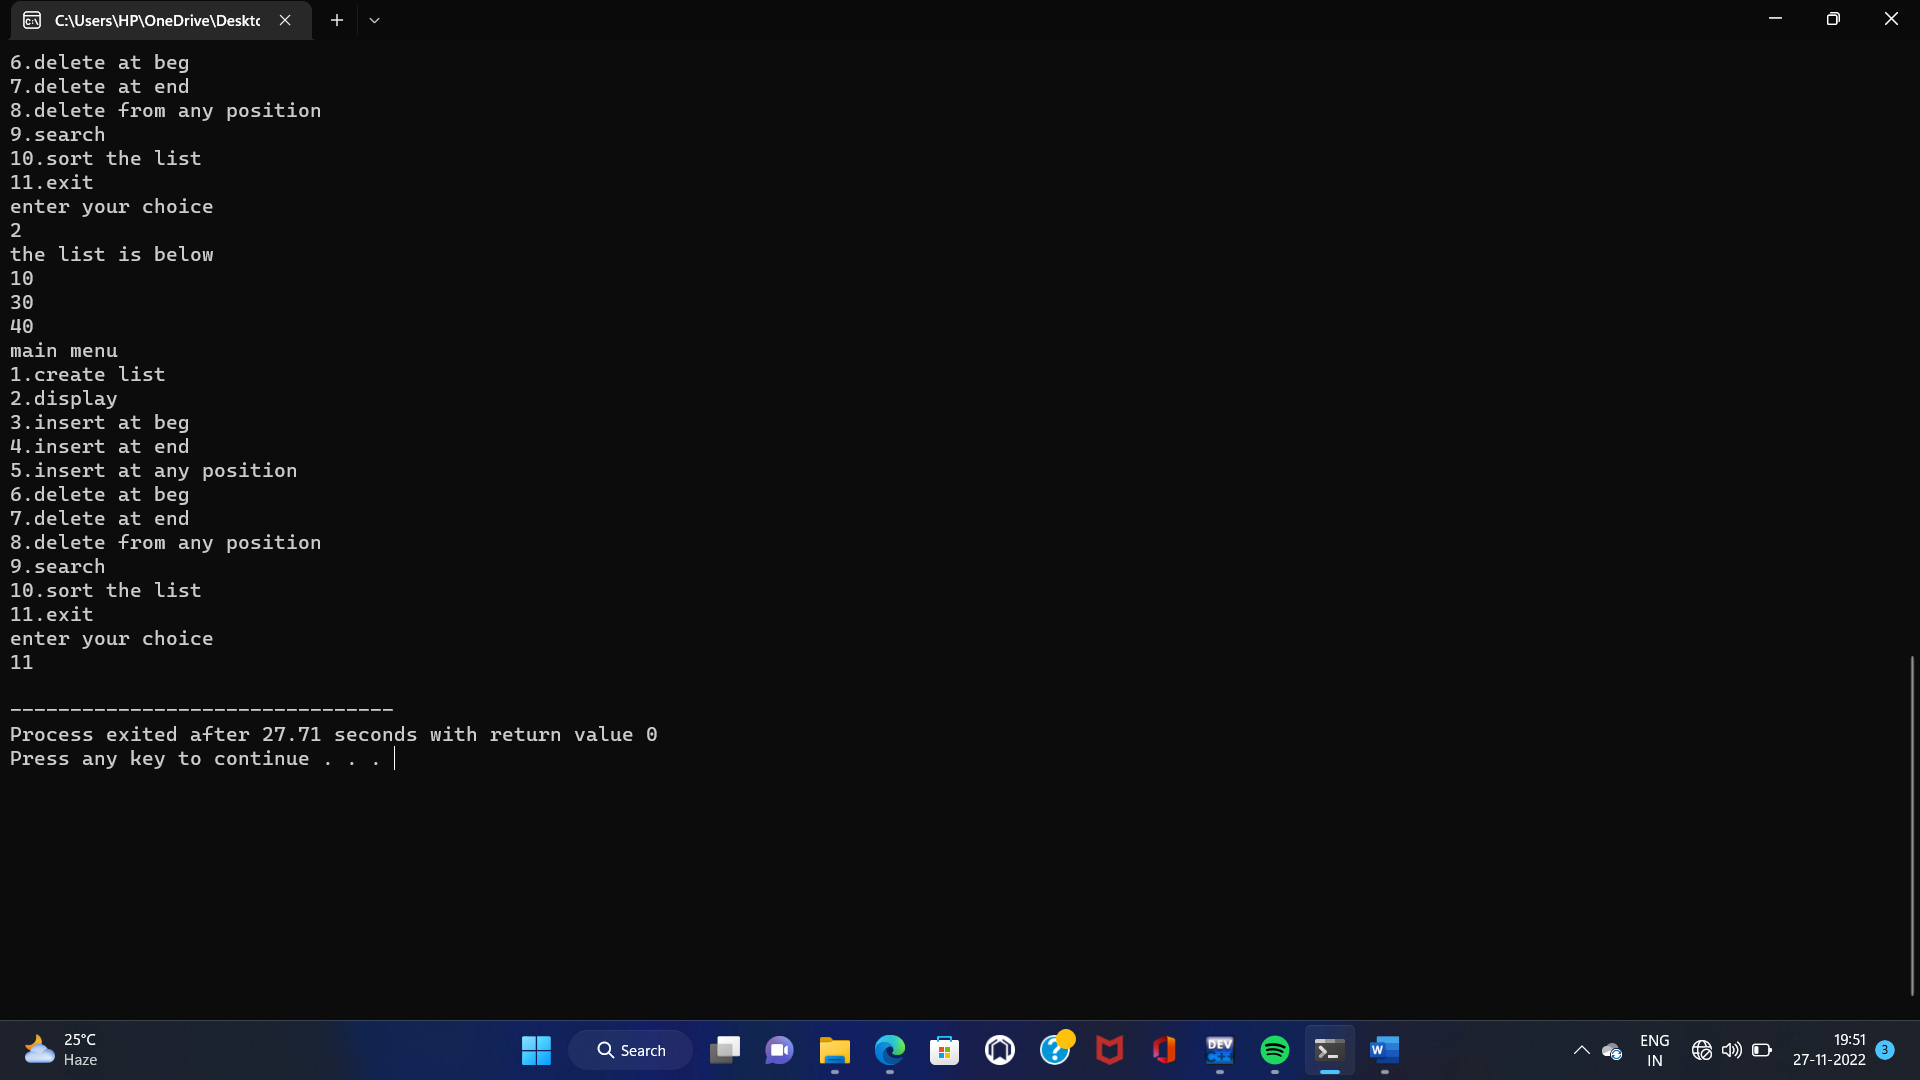 C:\Users\HP\OneDrive\Deskto
6.delete at beg
7.delete at end
8.delete from any position
9.search
10.sort the list
11.exit
enter your choice
2
the list is below
10
30
40
main menu
1.create list
2.display
3.insert at beg
4.insert at end
5.insert at any position
6.delete at beg
7.delete at end
8.delete from any position
9.search
10.sort the list
11.exit
enter your choice
11
--------------------------------
Process exited after 27.71 seconds with return value 0
Press any key to continue . . .
25°C
Haze
Search
DEV
C++
W
ENG
IN
19:51
27-11-2022
3